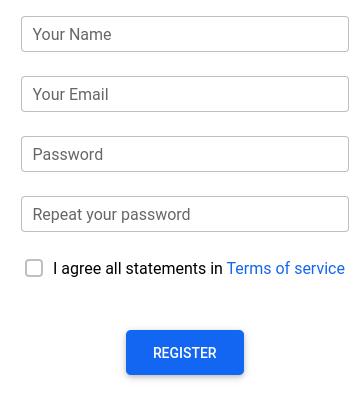 Your Name
Your Email
Password
Repeat your password
I agree all statements in Terms of service
REGISTER